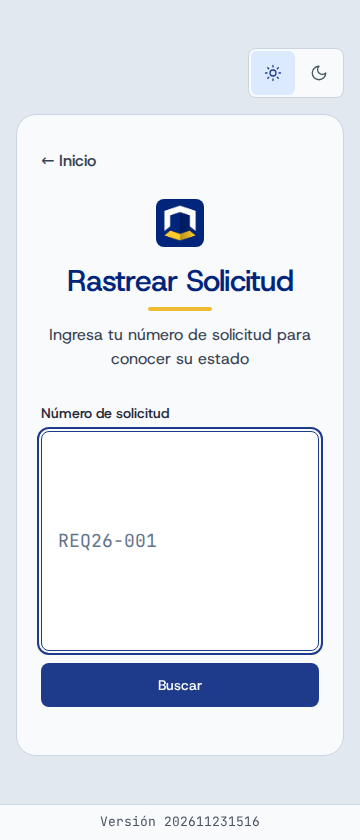 ← Inicio
Rastrear Solicitud
Ingresa tu número de solicitud para
conocer su estado
Número de solicitud
REQ26-001
Buscar
Versión 202611231516